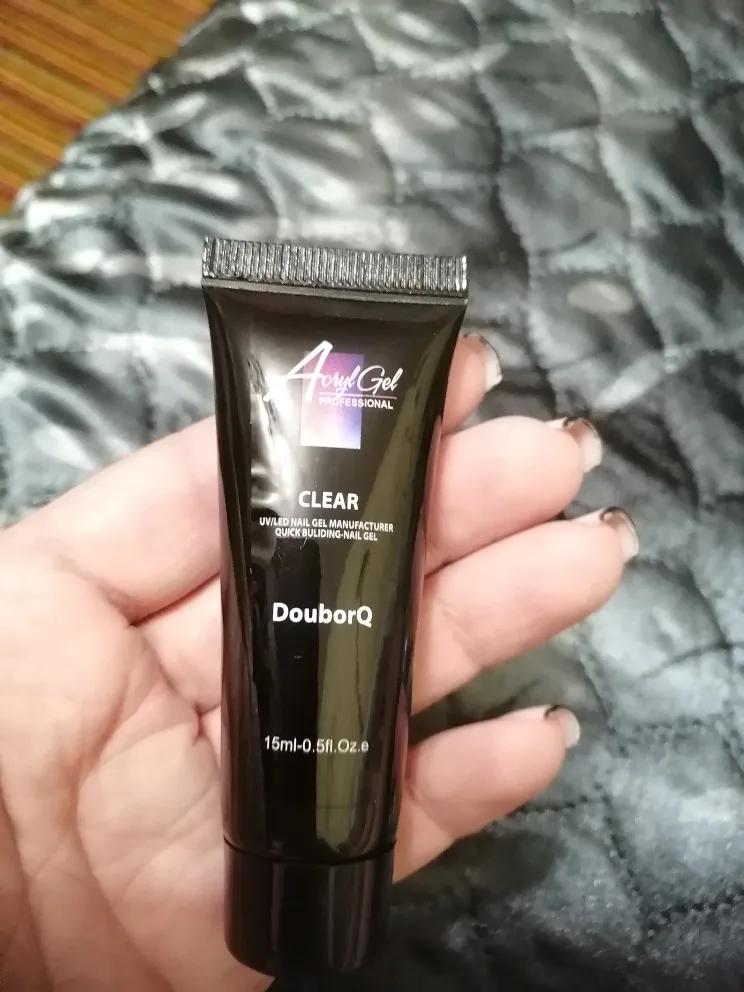 Acryl Gel
PROFESSIONAL
CLEAR
UV/LED NAIL GEL MANUFACTURER
QUICK BULIDING-NAIL GEL
DouborQ
15ml-0.5fl.Oz.e